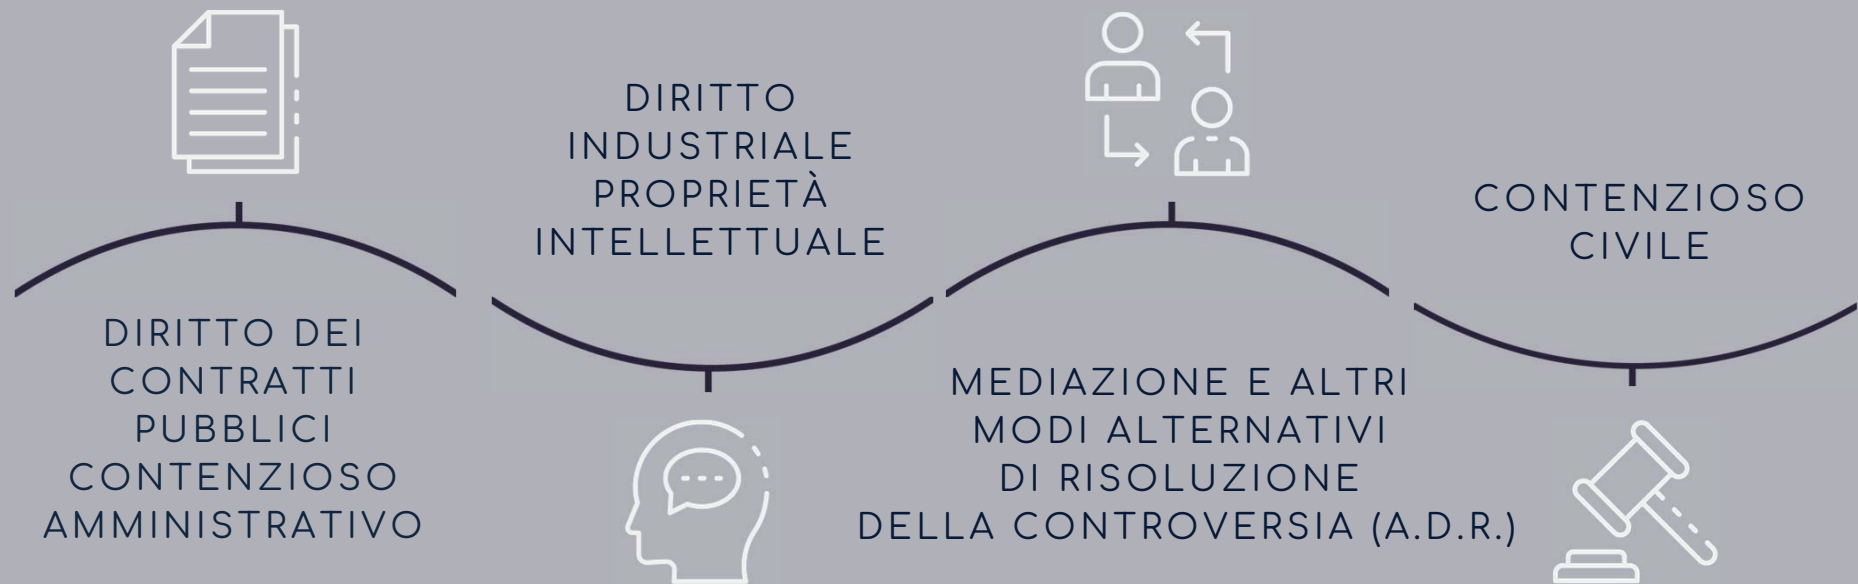 DIRITTO DEI
CONTRATTI
PUBBLICI
CONTENZIOSO
AMMINISTRATIVO
DIRITTO
INDUSTRIALE
PROPRIETÀ
INTELLETTUALE
MEDIAZIONE E ALTRI
MODI ALTERNATIVI
DI RISOLUZIONE
DELLA CONTROVERSIA (A.D.R.)
CONTENZIOSO
CIVILE